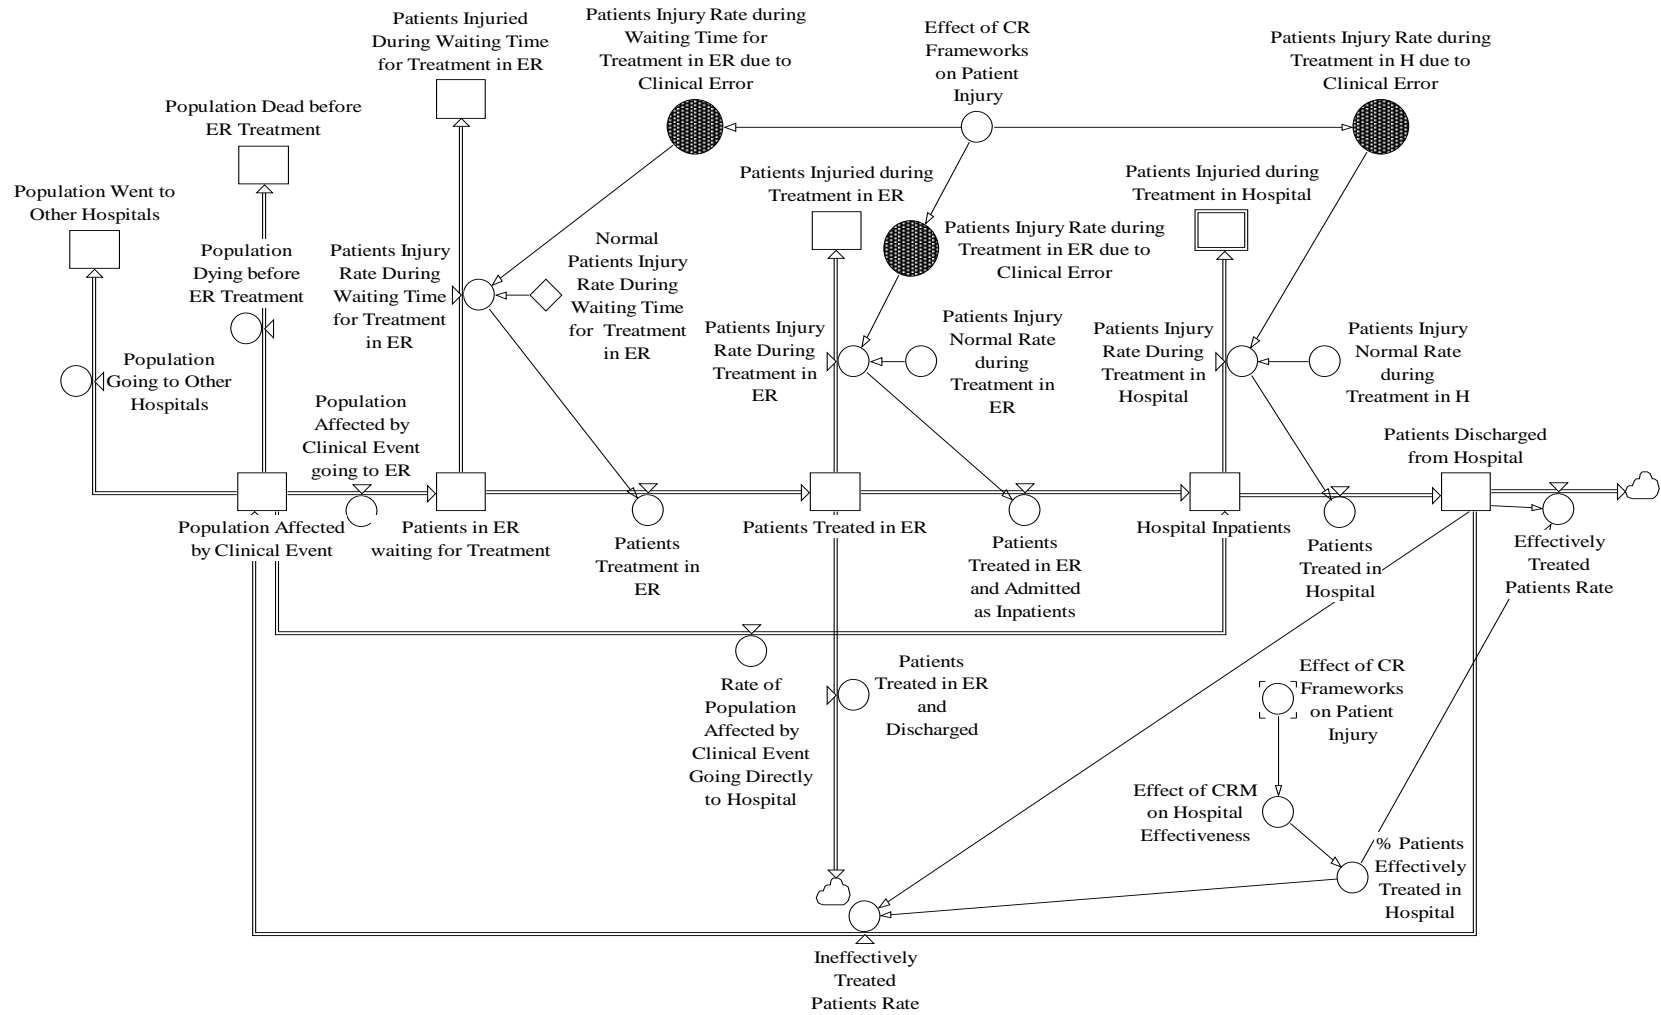 Patients Injuried
During Waiting Time
for Treatment in ER
Patients Injury Rate during
Waiting Time for
Treatment in ER due to
Clinical Error
Effect of CR
Frameworks
on Patient
Injury
Patients Injury Rate during
Treatment in H due to
Clinical Error
Population Dead before
ER Treatment
Population Went to
Other Hospitals
Patients Injuried during
Treatment in ER
Patients Injuried during
Treatment in Hospital
Population
Dying before
ER Treatment
Patients Injury
Rate During
Waiting Time
for Treatment
in ER
Normal
Patients Injury
Rate During
Waiting Time
for Treatment
in ER
Patients Injury Rate during
Treatment in ER due to
Clinical Error
Population
Going to Other
Hospitals
Patients Injury
Rate During
Treatment in
ER
Patients Injury
Normal Rate
during
Treatment in
ER
Patients Injury
Rate During
Treatment in
Hospital
Patients Injury
Normal Rate
during
Treatment in H
Population
Affected by
Clinical Event
going to ER
Patients Discharged
from Hospital
Population Affected
by Clinical Event
Patients in ER
waiting for Treatment
Patients
Treatment in
ER
Patients Treated in ER
Patients
Treated in ER
and Admitted
as Inpatients
Hospital Inpatients
Patients
Treated in
Hospital
Effectively
Treated
Patients Rate
Rate of
Population
Affected by
Clinical Event
Going Directly
to Hospital
Patients
Treated in ER
and
Discharged
Effect of CR
Frameworks
on Patient
Injury
Effect of CRM
on Hospital
Effectiveness
% Patients
Effectively
Treated in
Hospital
Ineffectively
Treated
Patients Rate